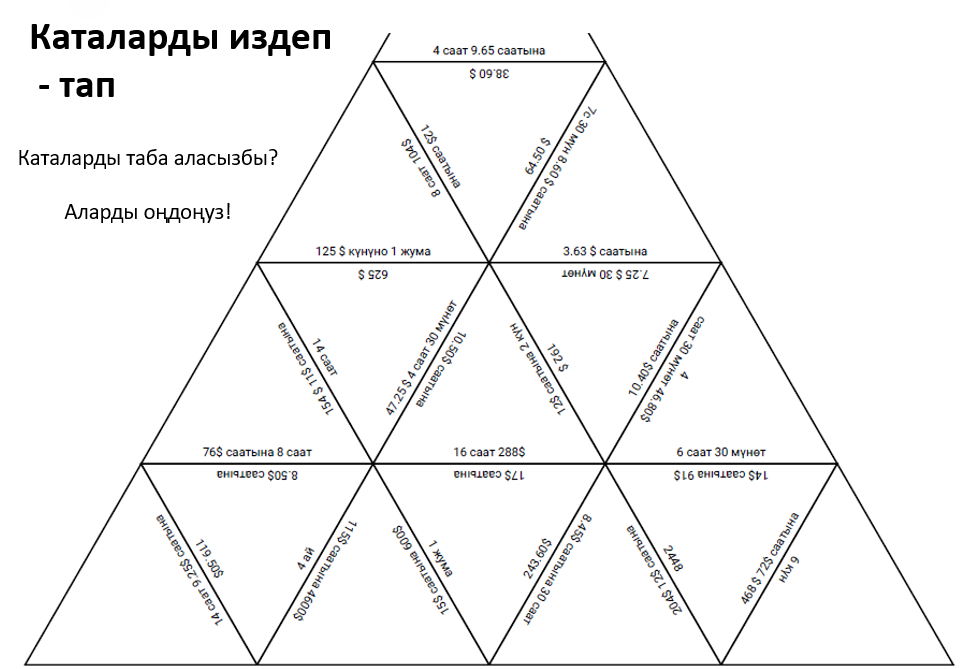 Каталарды издеп
- тап
Каталарды таба аласызбы?
Аларды оңдоңуз!
4 саат 9.65 саатына
38.60 $
12$ саатына
8 саат 104$
64.50 $
7с 30 мүн 8.60 $ саатына
125 $ күнүно 1 жума
625 $
3.63 $ саатына
7.25 $ 30 мүнөт
14 саат
154 $ 11$ саатына
47.25 $ 4 саат 30 мүнөт
10.50$ саатына
192 $
12$ саатына 2 күн
10.40$ саатына
4
саат 30 мүнөт 46.80$
76$ саатына 8 саат
8.50$ саатына
16 саат 288$
17$ саатына
6 саат 30 мүнөт
14$ саатына 91$
119.50$
14 саат 9.25$ саатына
4 ай
115$ саатына 4600$
1 жума
15$ саатына 600$
243.60$
8.45$ саатына 30 саат
2448
204$ 12$ саатына
468 $ 72$ саатына
6 күн